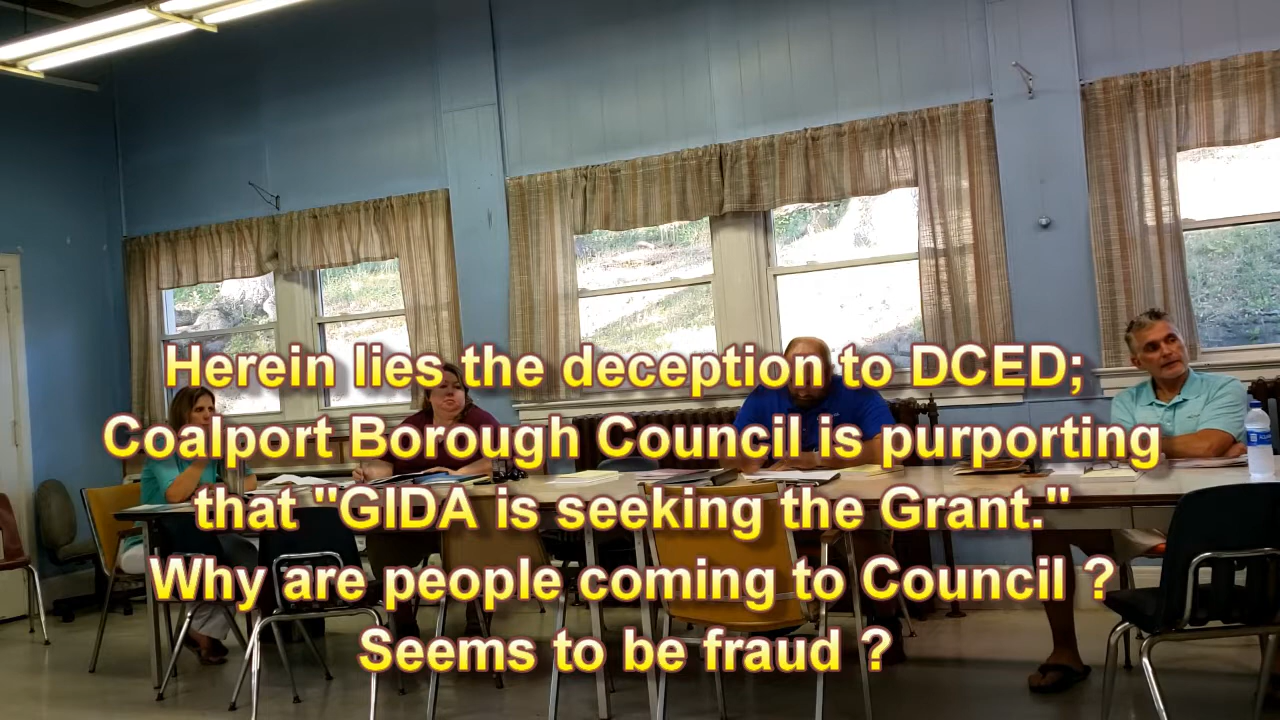 Herein lies the deception to DCED;
Coalport Borough Council is purporting
that "GIDA is seeking the Grant."
Why are people coming to Council ?
Seems to be fraud ?